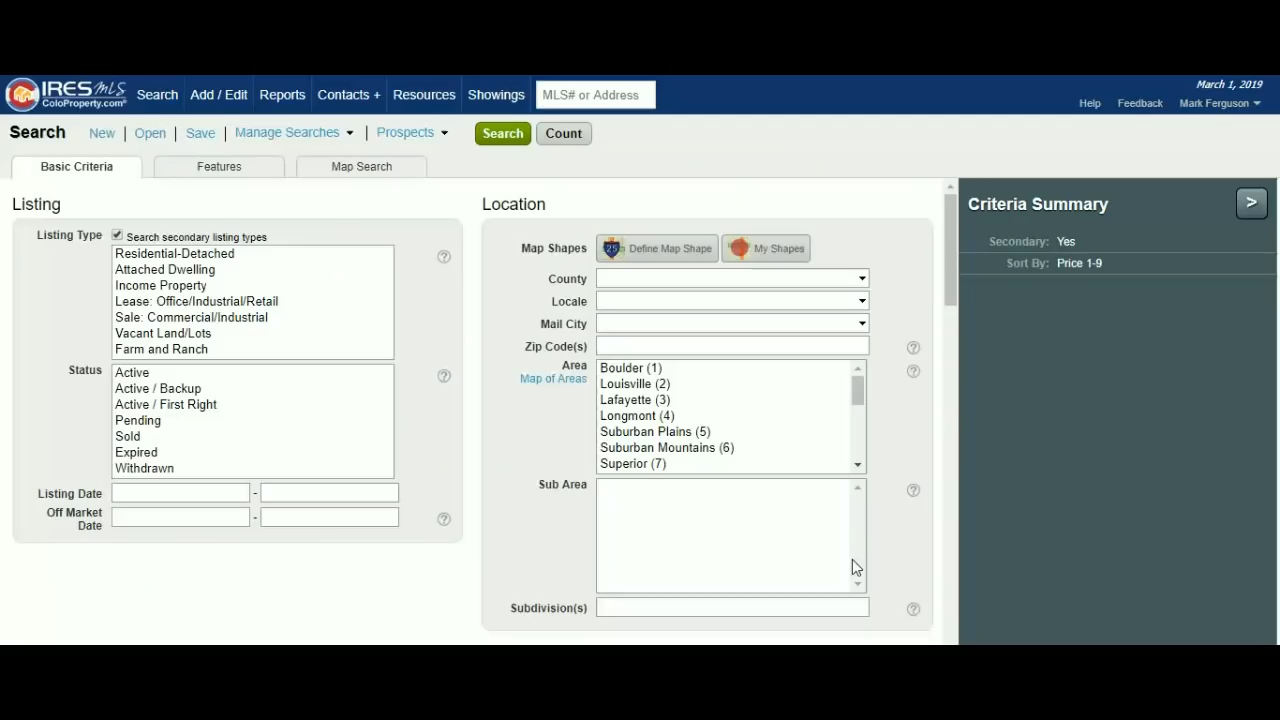 IRES MLS
ColoProperty.com®
Search Add / Edit Reports Contacts + Resources Showings MLS# or Address
March 1, 2019
Help Feedback Mark Ferguson
Search New | Open | Save | Manage Searches | Prospects Search Count
Basic Criteria Features Map Search
Listing
Listing Type Search secondary listing types
Residential-Detached
Attached Dwelling
Income Property
Lease: Office/Industrial/Retail
Sale: Commercial/Industrial
Vacant Land/Lots
Farm and Ranch
?
Status
Active
Active / Backup
Active / First Right
Pending
Sold
Expired
Withdrawn
?
Listing Date -
Off Market
Date - ?
Location
Map Shapes 25 Define Map Shape My Shapes
County
Locale
Mail City
Zip Code(s) ?
Area
Map of Areas
Boulder (1)
Louisville (2)
Lafayette (3)
Longmont (4)
Suburban Plains (5)
Suburban Mountains (6)
Superior (7)
?
Sub Area ?
Subdivision(s) ?
Criteria Summary >
Secondary: Yes
Sort By: Price 1-9